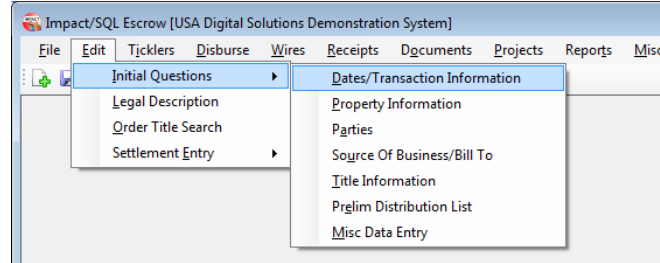 Impact/SQL Escrow [USA Digital Solutions Demonstration System]
File Edit Ticklers Disburse Wires Receipts Documents Projects Reports Misc
Initial Questions
Legal Description
Order Title Search
Settlement Entry
Dates/Transaction Information
Property Information
Parties
Source Of Business/Bill To
Title Information
Prelim Distribution List
Misc Data Entry